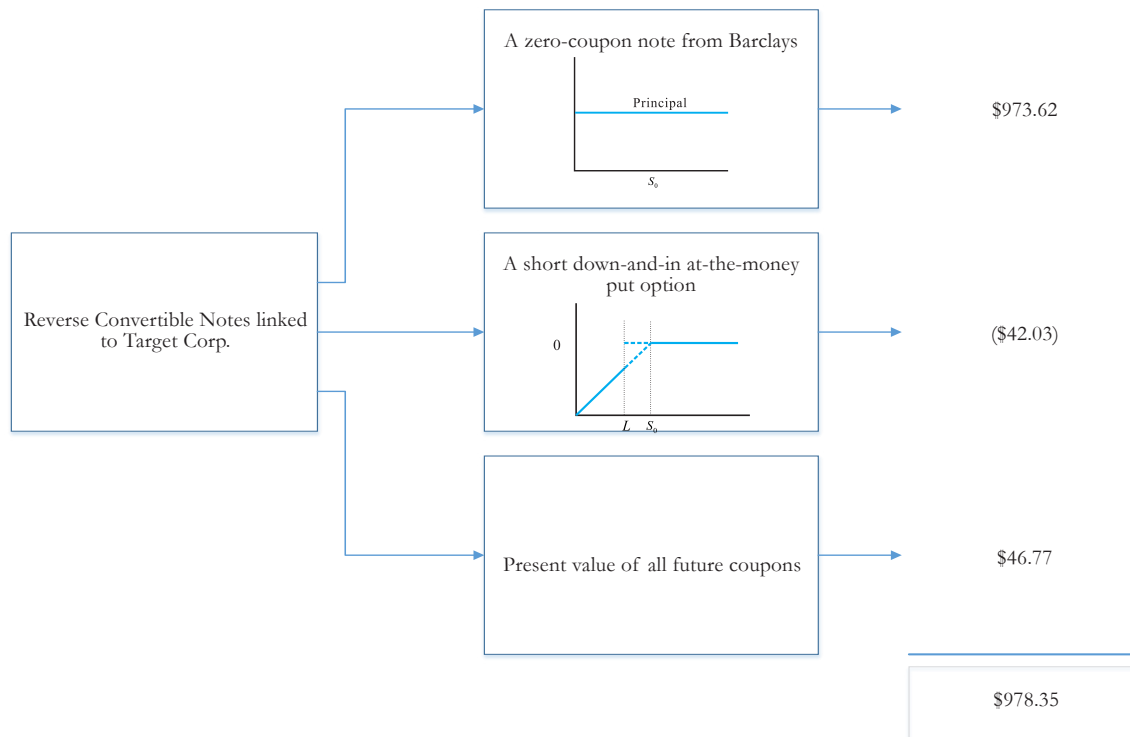 A zero-coupon note from Barclays
Principal
S₀
$973.62
Reverse Convertible Notes linked
to Target Corp.
A short down-and-in at-the-money
put option
0
L S₀
($42.03)
Present value of all future coupons
$46.77
$978.35